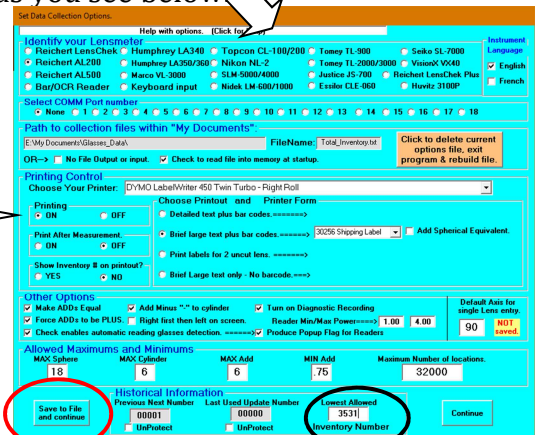 as you see below
Set Data Collection Options.
Help with options. (Click for
Identify your Lensmeter
Instrument Language
Reichert LensChek Humphrey LA340 Topcon CL-100/200 Tomey TL-900 Seiko SL-7000
Reichert AL200 Humphrey LA350/360 Nikon NL-2 Tomey TL-2000/3000 VisionX VX40 English
Reichert AL500 Marco VL-3000 SLM-5000/4000 Justice JS-700 Reichert LensChek Plus
Bar/OCR Reader Keyboard input Nidek LM-600/1000 Essilor CLE-060 Huvitz 3100P French
Select COMM Port number
None 1 2 3 4 5 6 7 8 9 10 11 12 13 14 15 16 17 18
Path to collection files within "My Documents":
E:\My Documents\Glasses_Data\ FileName: Total_Inventory.txt
Click to delete current options file, exit program & rebuild file.
OR--> No File Output or input. Check to read file into memory at startup.
Printing Control
Choose Your Printer: DYMO LabelWriter 450 Twin Turbo - Right Roll
Printing
ON OFF
Choose Printout and Printer Form
Detailed text plus bar codes.=======>
Brief large text plus bar codes.=======> 30256 Shipping Label Add Spherical Equivalent.
Print After Measurement.
ON OFF
Print labels for 2 uncut lens. =======>
Show Inventory # on printout?
YES NO
Brief Large text only - No barcode.===>
Other Options
Make ADDs Equal Add Minus "-" to cylinder Turn on Diagnostic Recording
Force ADDs to be PLUS. Right first then left on screen. Reader Min/Max Power====> 1.00 4.00
Check enables automatic reading glasses detection. ======> Produce Popup Flag for Readers
Default Axis for single Lens entry.
90 NOT saved.
Allowed Maximums and Minimums
MAX Sphere MAX Cylinder MAX Add MIN Add Maximum Number of locations.
18 6 6 .75 32000
Save to File and continue
Historical Information
Previous Next Number Last Used Update Number Lowest Allowed
00001 00000 3531
UnProtect UnProtect Inventory Number
Continue